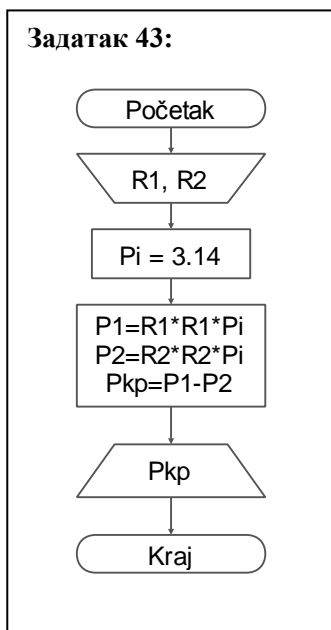 Задатак 43:
Početak
R1, R2
Pi = 3.14
P1=R1*R1*Pi
P2=R2*R2*Pi
Pkp=P1-P2
Pkp
Kraj